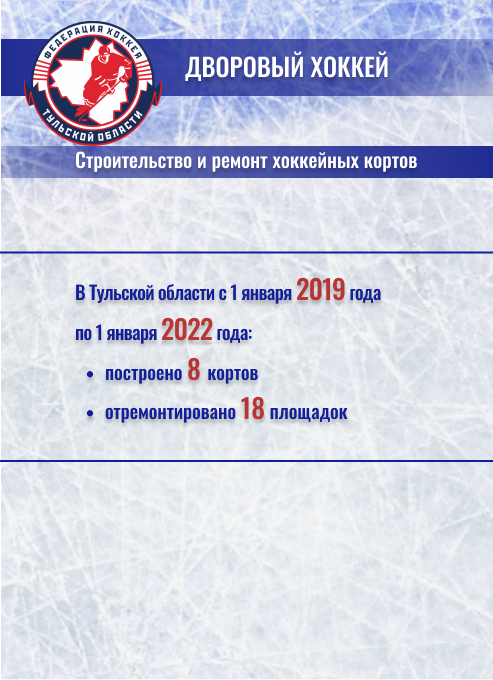 ФЕДЕРАЦИЯ ХОККЕЯ
ТУЛЬСКОЙ ОБЛАСТИ
ДВОРОВЫЙ ХОККЕЙ
Строительство и ремонт хоккейных кортов
В Тульской области с 1 января 2019 года
по 1 января 2022 года:
• построено 8 кортов
• отремонтировано 18 площадок